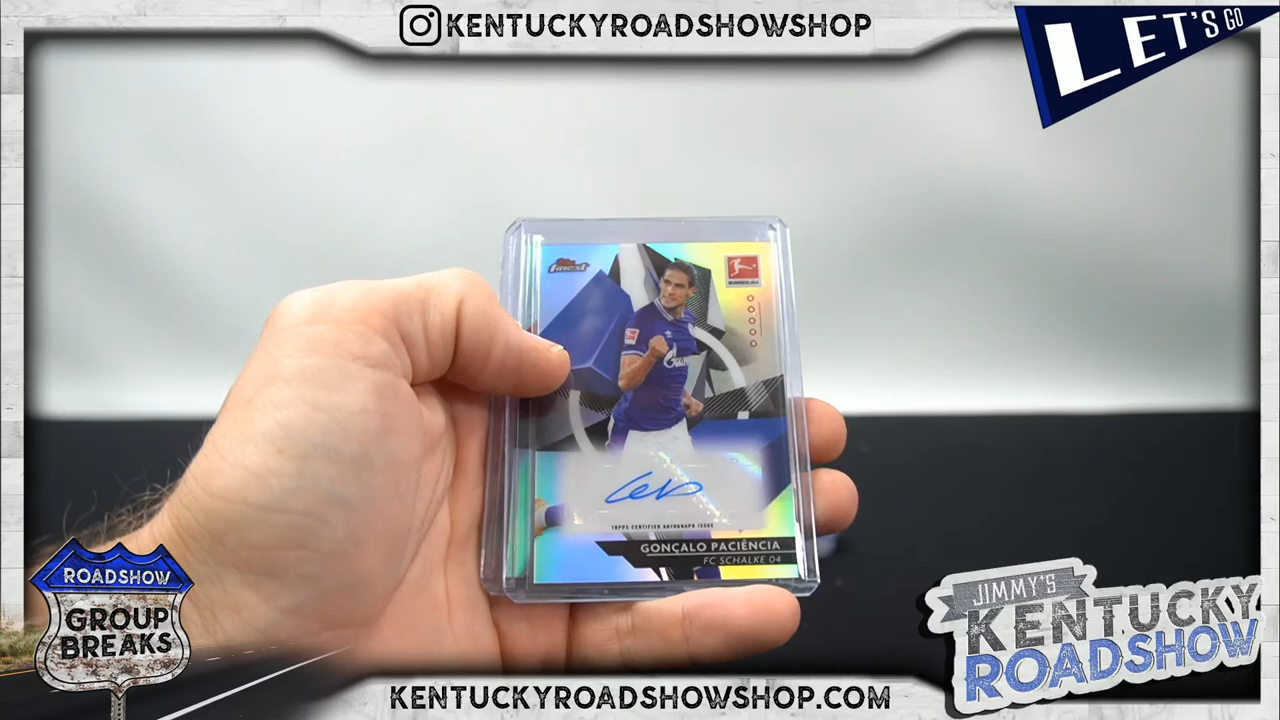 KENTUCKYROADSHOWSHOP
LET'S GO
Finest
BUNDESLIGA
GONÇALO PACIÊNCIA
FC SCHALKE 04
TOPPS CERTIFIED AUTOGRAPH ISSUE
ROADSHOW
GROUP
BREAKS
JIMMY'S
KENTUCKY
ROADSHOW
KENTUCKYROADSHOWSHOP.COM